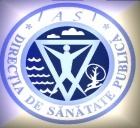 IAȘI
DIRECȚIA DE SĂNĂTATE PUBLICĂ